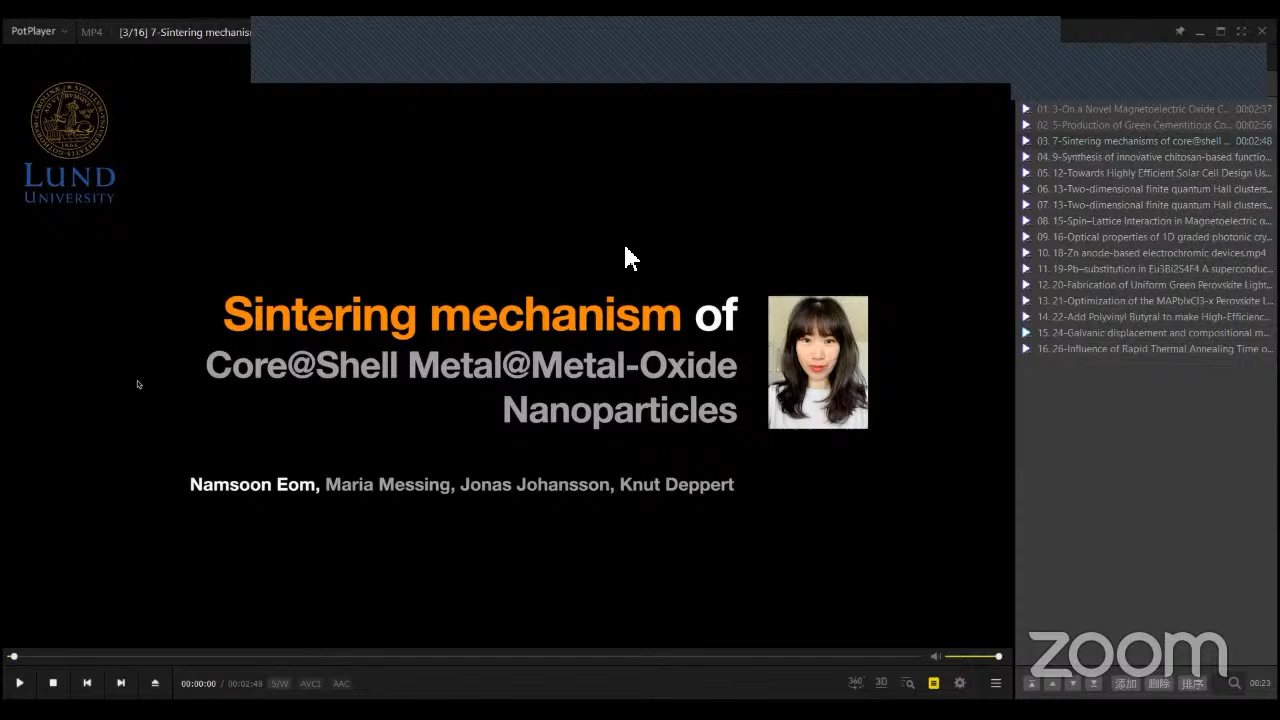 PotPlayer
MP4
[3/16] 7-Sintering mechanis
LUND
UNIVERSITY
Sintering mechanism of
Core@Shell Metal@Metal-Oxide
Nanoparticles
Namsoon Eom, Maria Messing, Jonas Johansson, Knut Deppert
01. 3-On a Novel Magnetoelectric Oxide C... 00:02:37
02. 5-Production of Green Cementitious Co... 00:02:56
03. 7-Sintering mechanisms of core@shell ... 00:02:48
04. 9-Synthesis of innovative chitosan-based functio...
05. 12-Towards Highly Efficient Solar Cell Design Us...
06. 13-Two-dimensional finite quantum Hall clusters...
07. 13-Two-dimensional finite quantum Hall clusters...
08. 15-Spin–Lattice Interaction in Magnetoelectric α...
09. 16-Optical properties of 1D graded photonic cry...
10. 18-Zn anode-based electrochromic devices.mp4
11. 19-Pb–substitution in Eu3Bi2S4F4 A superconduc...
12. 20-Fabrication of Uniform Green Perovskite Light...
13. 21-Optimization of the MAPbIxCl3-x Perovskite L...
14. 22-Add Polyvinyl Butyral to make High-Efficienc...
15. 24-Galvanic displacement and compositional m...
16. 26-Influence of Rapid Thermal Annealing Time o...
zoom
00:00:00 / 00:02:48 S/W AVC1 AAC
360° 3D
添加 删除 排序
00:23